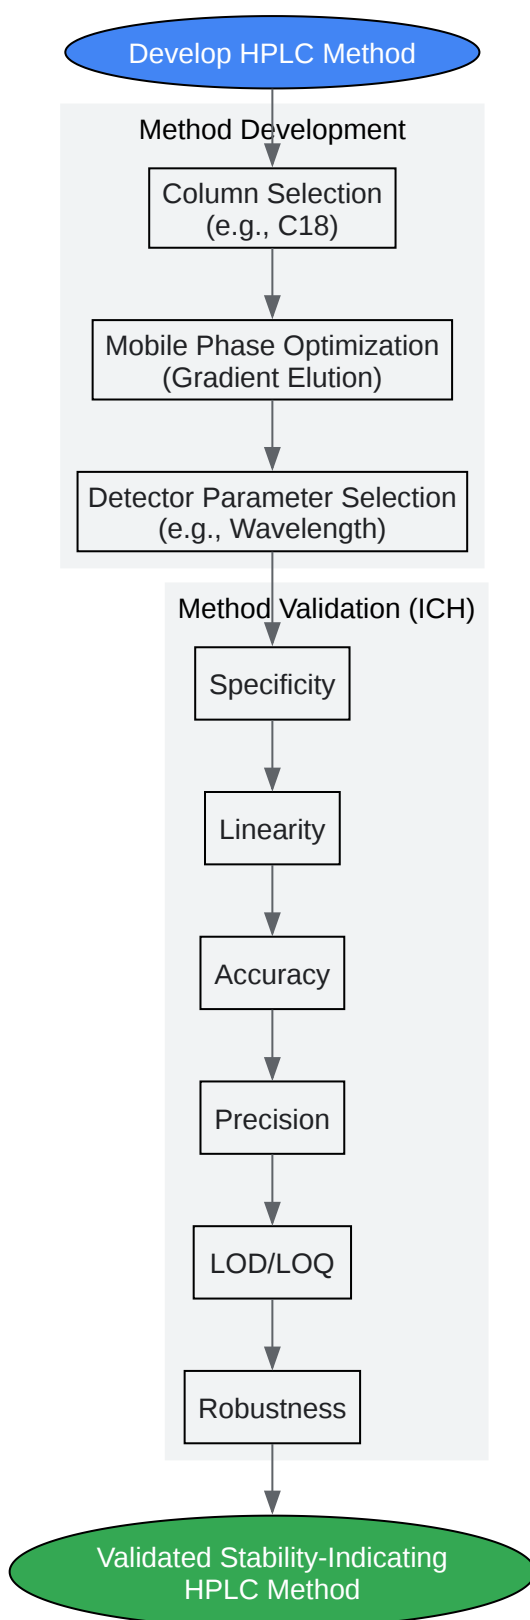 Develop HPLC Method
Method Development
Column Selection
(e.g., C18)
Mobile Phase Optimization
(Gradient Elution)
Detector Parameter Selection
(e.g., Wavelength)
Method Validation (ICH)
Specificity
Linearity
Accuracy
Precision
LOD/LOQ
Robustness
Validated Stability-Indicating
HPLC Method